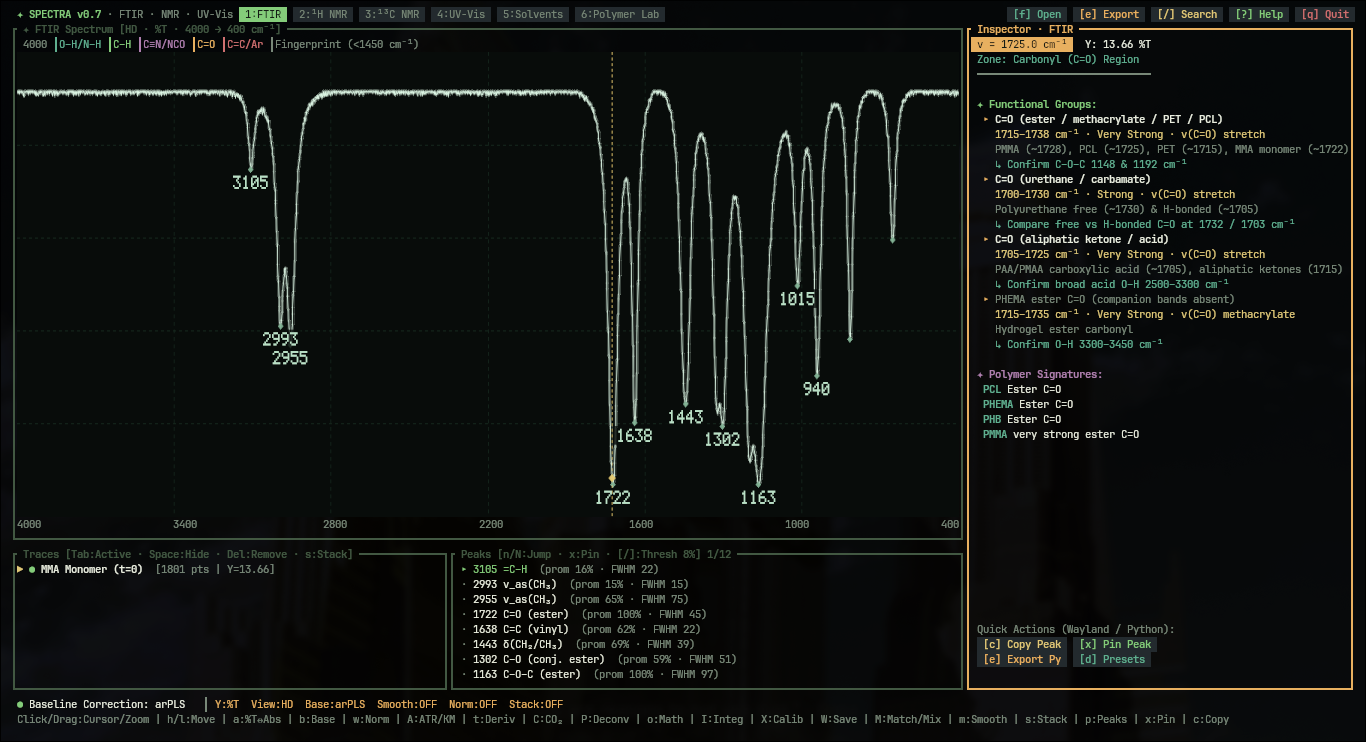 ✦ SPECTRA v0.7 · FTIR · NMR · UV-Vis 1:FTIR 2:¹H NMR 3:¹³C NMR 4:UV-Vis 5:Solvents 6:Polymer Lab [f] Open [e] Export [/] Search [?] Help [q] Quit
✦ FTIR Spectrum [HD · %T · 4000 → 400 cm⁻¹]
4000 O-H/N-H C-H C≡N/NCO C=O C=C/Ar Fingerprint (<1450 cm⁻¹)
3105
2993
2955
1722
1638
1443
1302
1163
1015
940
4000 3400 2800 2200 1600 1000 400
Inspector · FTIR
ν = 1725.0 cm⁻¹ Y: 13.66 %T
Zone: Carbonyl (C=O) Region
✦ Functional Groups:
▸ C=O (ester / methacrylate / PET / PCL)
1715–1738 cm⁻¹ · Very Strong · ν(C=O) stretch
PMMA (~1728), PCL (~1725), PET (~1715), MMA monomer (~1722)
↳ Confirm C-O-C 1148 & 1192 cm⁻¹
▸ C=O (urethane / carbamate)
1700–1730 cm⁻¹ · Strong · ν(C=O) stretch
Polyurethane free (~1730) & H-bonded (~1705)
↳ Compare free vs H-bonded C=O at 1732 / 1703 cm⁻¹
▸ C=O (aliphatic ketone / acid)
1705–1725 cm⁻¹ · Very Strong · ν(C=O) stretch
PAA/PMAA carboxylic acid (~1705), aliphatic ketones (1715)
↳ Confirm broad acid O-H 2500–3300 cm⁻¹
▸ PHEMA ester C=O (companion bands absent)
1715–1735 cm⁻¹ · Very Strong · ν(C=O) methacrylate
Hydrogel ester carbonyl
↳ Confirm O-H 3300–3450 cm⁻¹
✦ Polymer Signatures:
PCL Ester C=O
PHEMA Ester C=O
PHB Ester C=O
PMMA very strong ester C=O
Quick Actions (Wayland / Python):
[c] Copy Peak [x] Pin Peak
[e] Export Py [d] Presets
Traces [Tab:Active · Space:Hide · Del:Remove · s:Stack]
▶ ● MMA Monomer (t=0) [1801 pts | Y=13.66]
Peaks [n/N:Jump · x:Pin · [/]:Thresh 8%] 1/12
▸ 3105 =C-H (prom 16% · FWHM 22)
· 2993 ν_as(CH₃) (prom 15% · FWHM 15)
· 2955 ν_as(CH₃) (prom 65% · FWHM 75)
· 1722 C=O (ester) (prom 100% · FWHM 45)
· 1638 C=C (vinyl) (prom 62% · FWHM 22)
· 1443 δ(CH₂/CH₃) (prom 69% · FWHM 39)
· 1302 C-O (conj. ester) (prom 59% · FWHM 51)
· 1163 C-O-C (ester) (prom 100% · FWHM 97)
● Baseline Correction: arPLS Y:%T View:HD Base:arPLS Smooth:OFF Norm:OFF Stack:OFF
Click/Drag:Cursor/Zoom | h/l:Move | a:%T↔Abs | b:Base | w:Norm | A:ATR/KM | t:Deriv | C:CO₂ | P:Deconv | o:Math | I:Integ | X:Calib | W:Save | M:Match/Mix | m:Smooth | s:Stack | p:Peaks | x:Pin | c:Copy